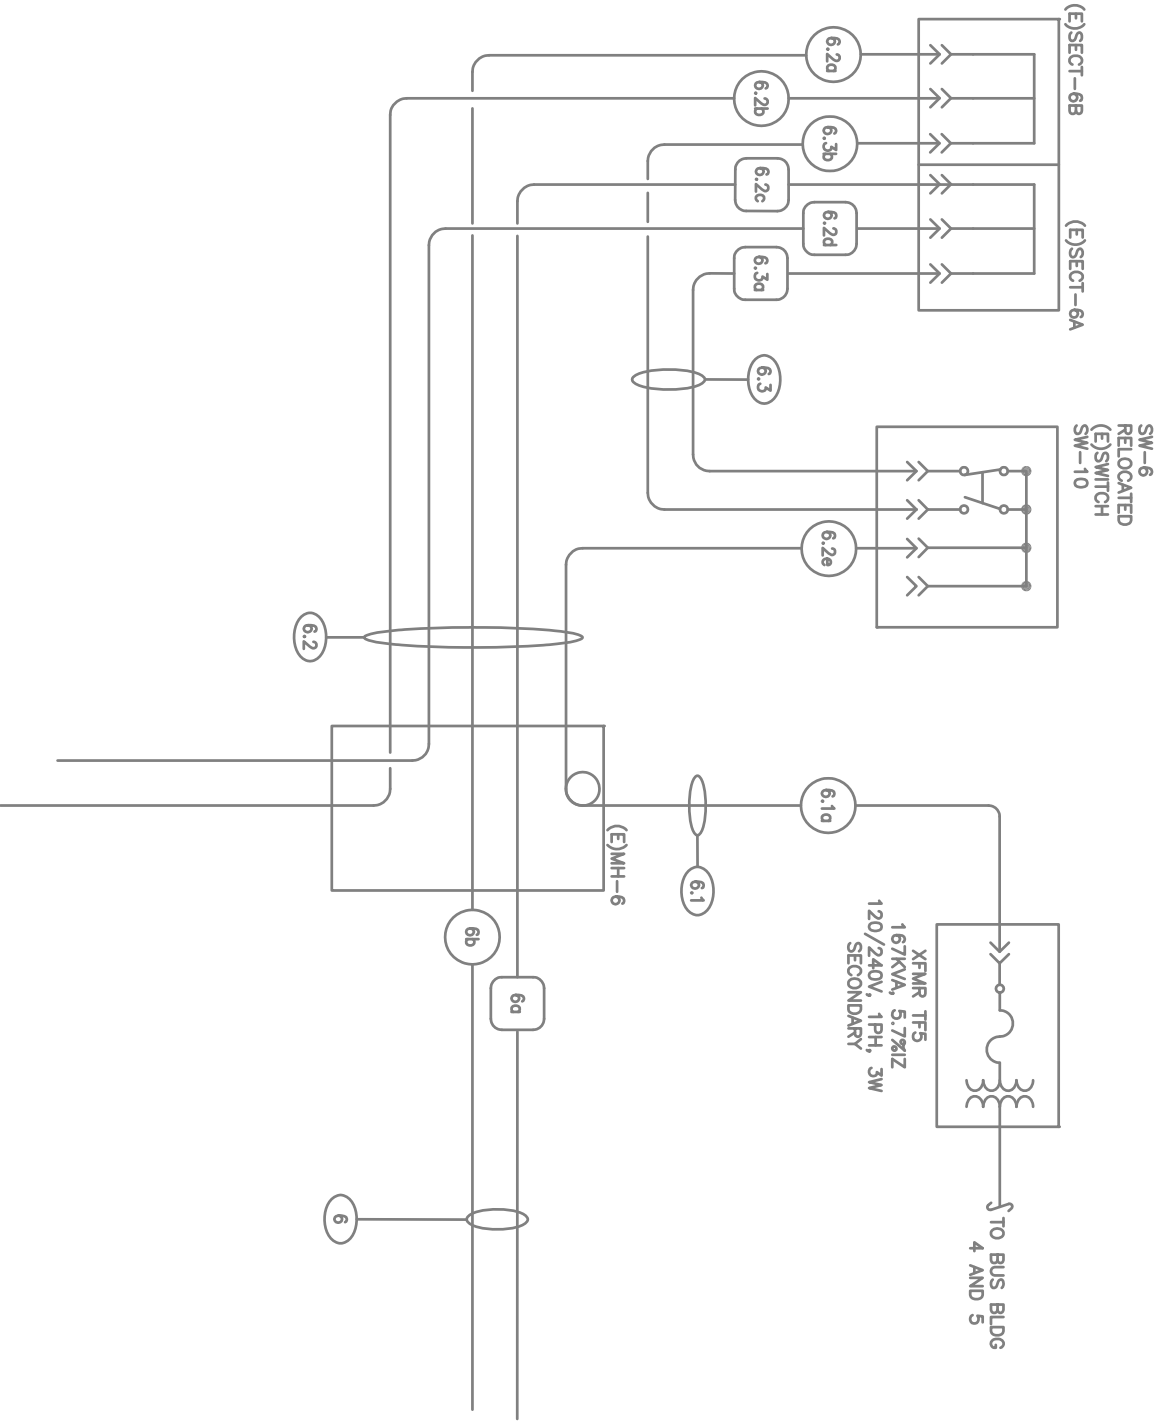 (E)SECT-6B
(E)SECT-6A
6.2a
6.2b
6.3b
6.2c
6.2d
6.3a
6.3
SW-6
RELOCATED
(E)SWITCH
SW-10
6.2e
6.2
(E)MH-6
6.1
6.1a
XFMR TF5
167KVA, 5.7%IZ
120/240V, 1PH, 3W
SECONDARY
6b
6a
6
TO BUS BLDG
4 AND 5